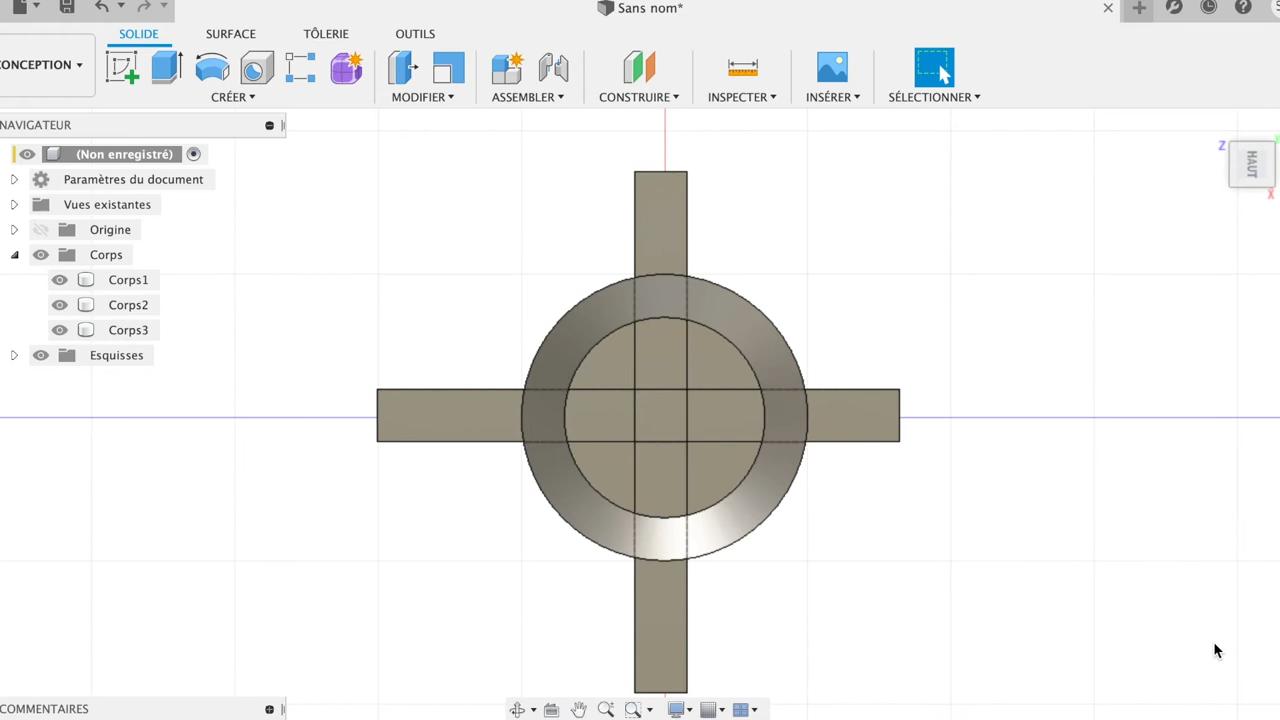 Sans nom*
SOLIDE SURFACE TÔLERIE OUTILS
ONCEPTION
CRÉER MODIFIER ASSEMBLER CONSTRUIRE INSPECTER INSÉRER SÉLECTIONNER
NAVIGATEUR
(Non enregistré)
Paramètres du document
Vues existantes
Origine
Corps
Corps1
Corps2
Corps3
Esquisses
Z
HAUT
X
COMMENTAIRES